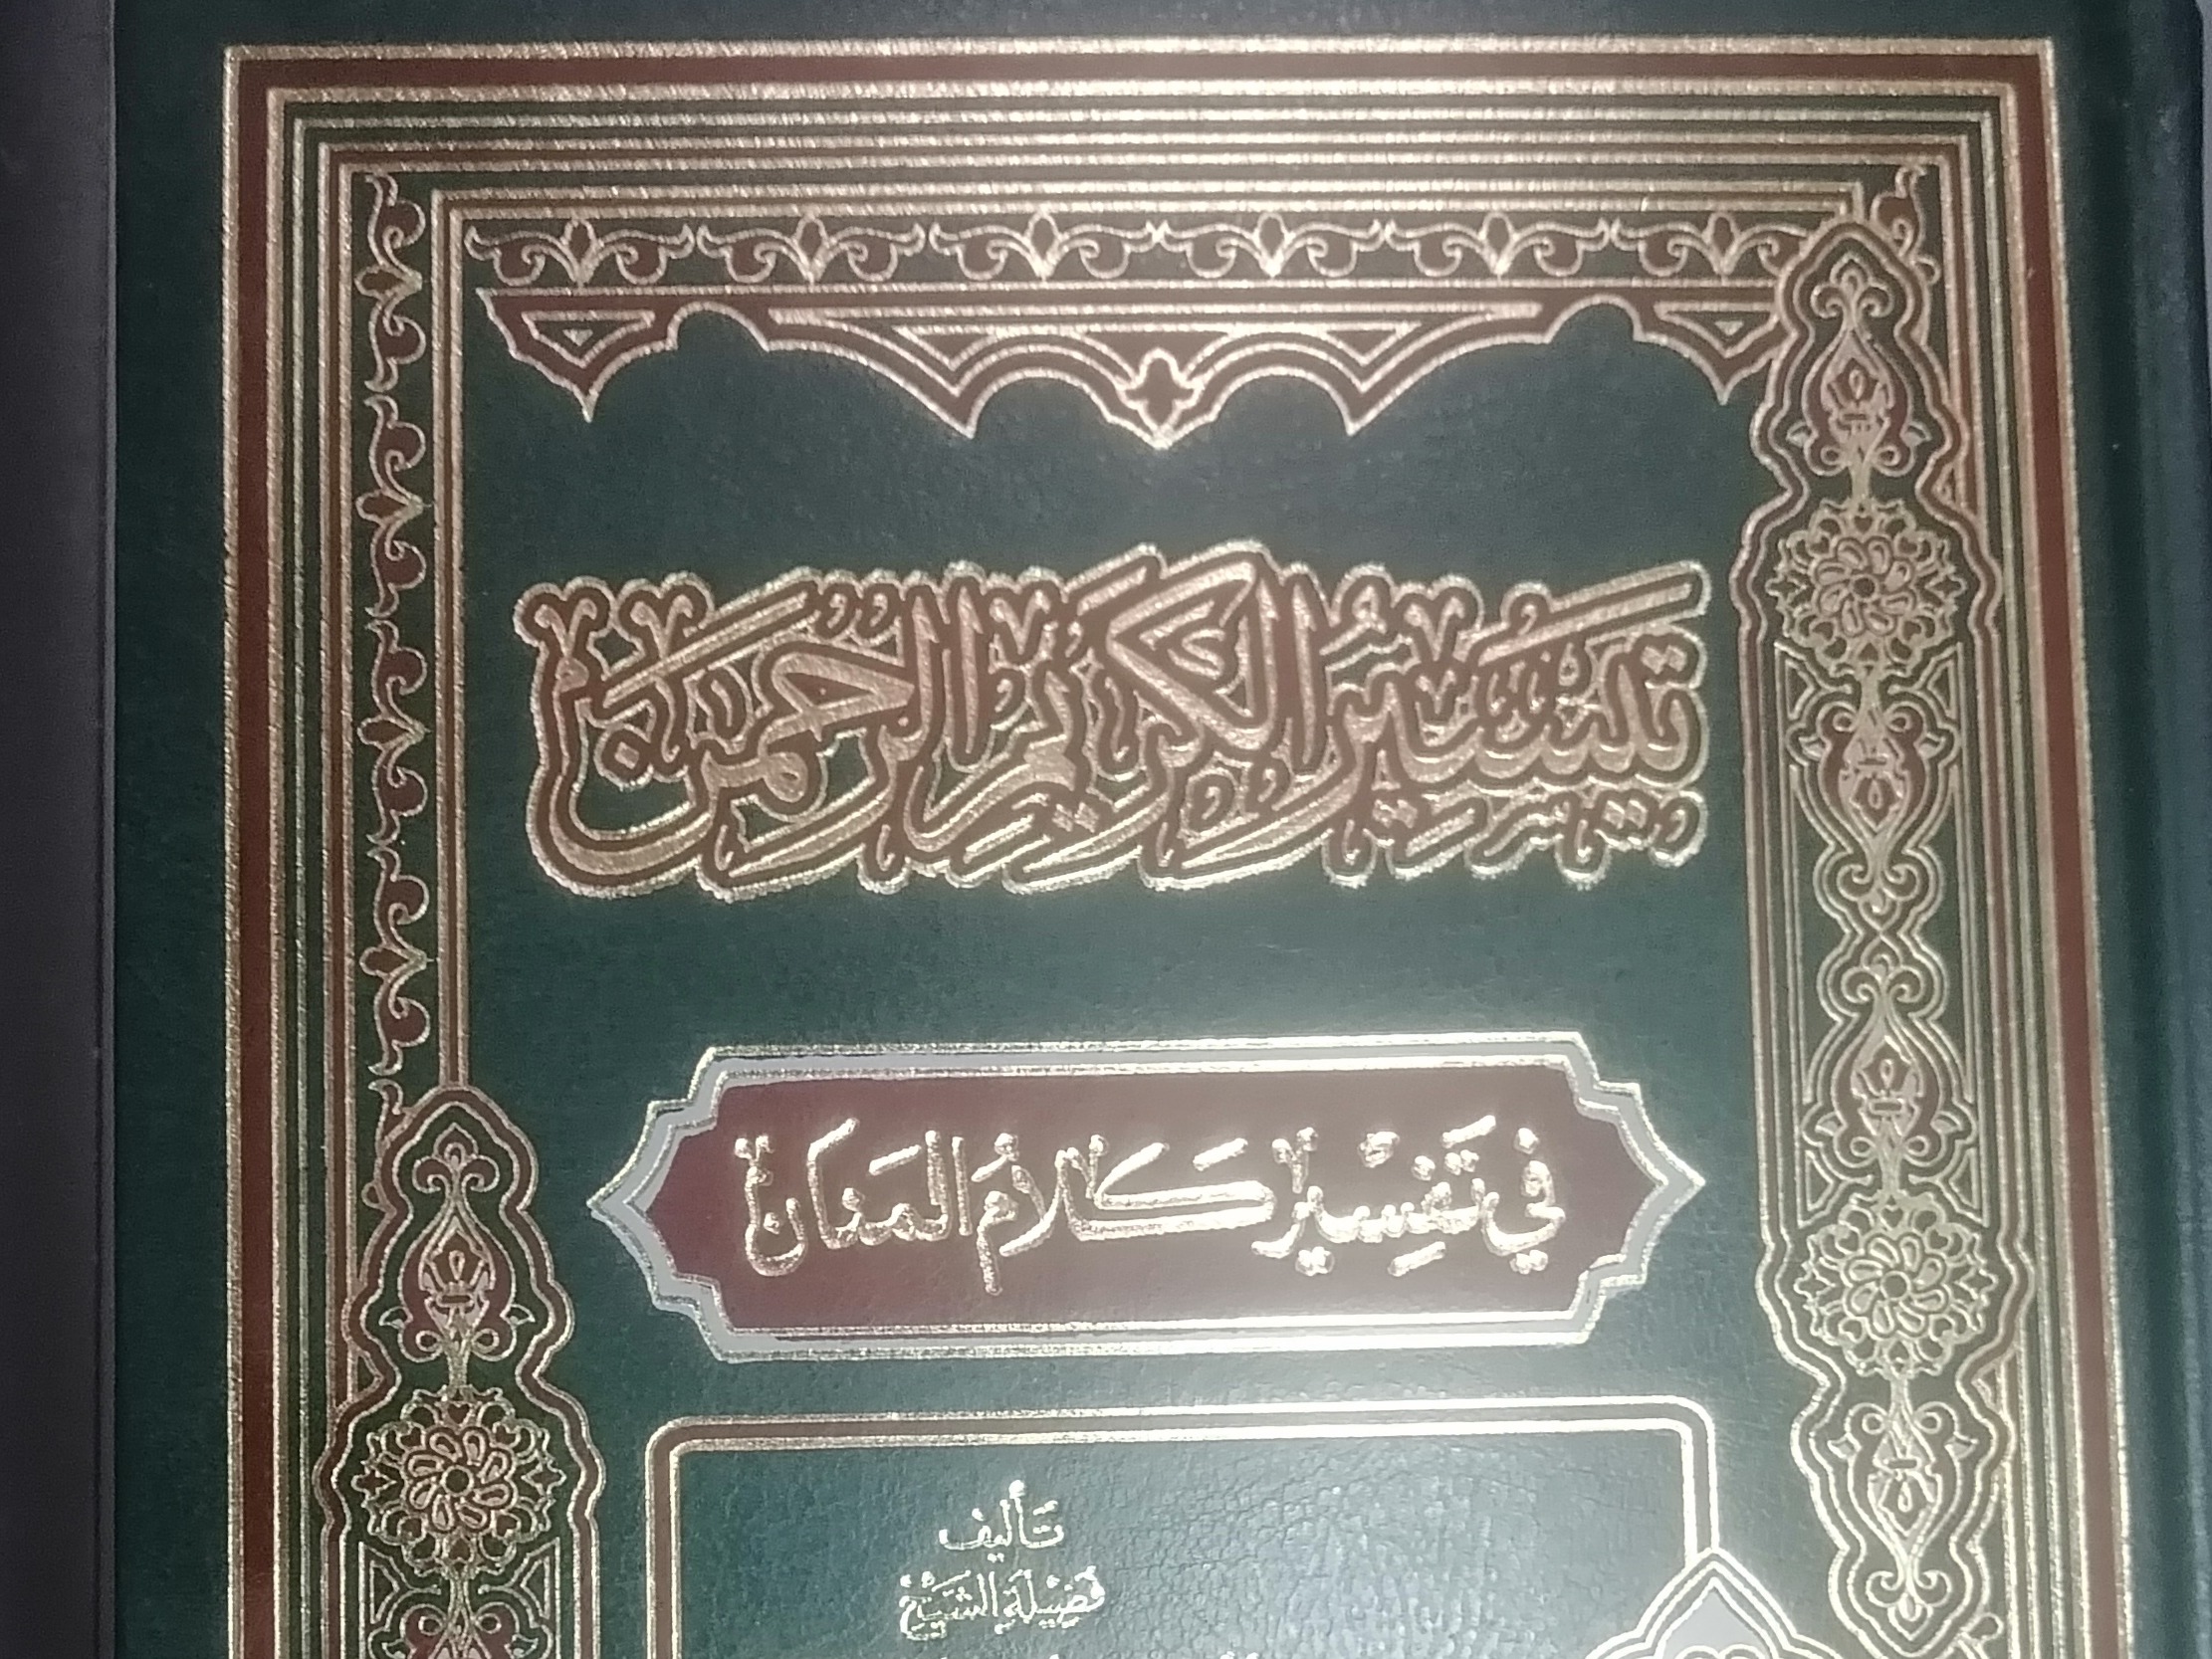 تيسير الكريم الرحمن
في تفسير كلام المنان
تأليف
فضيلة الشيخ